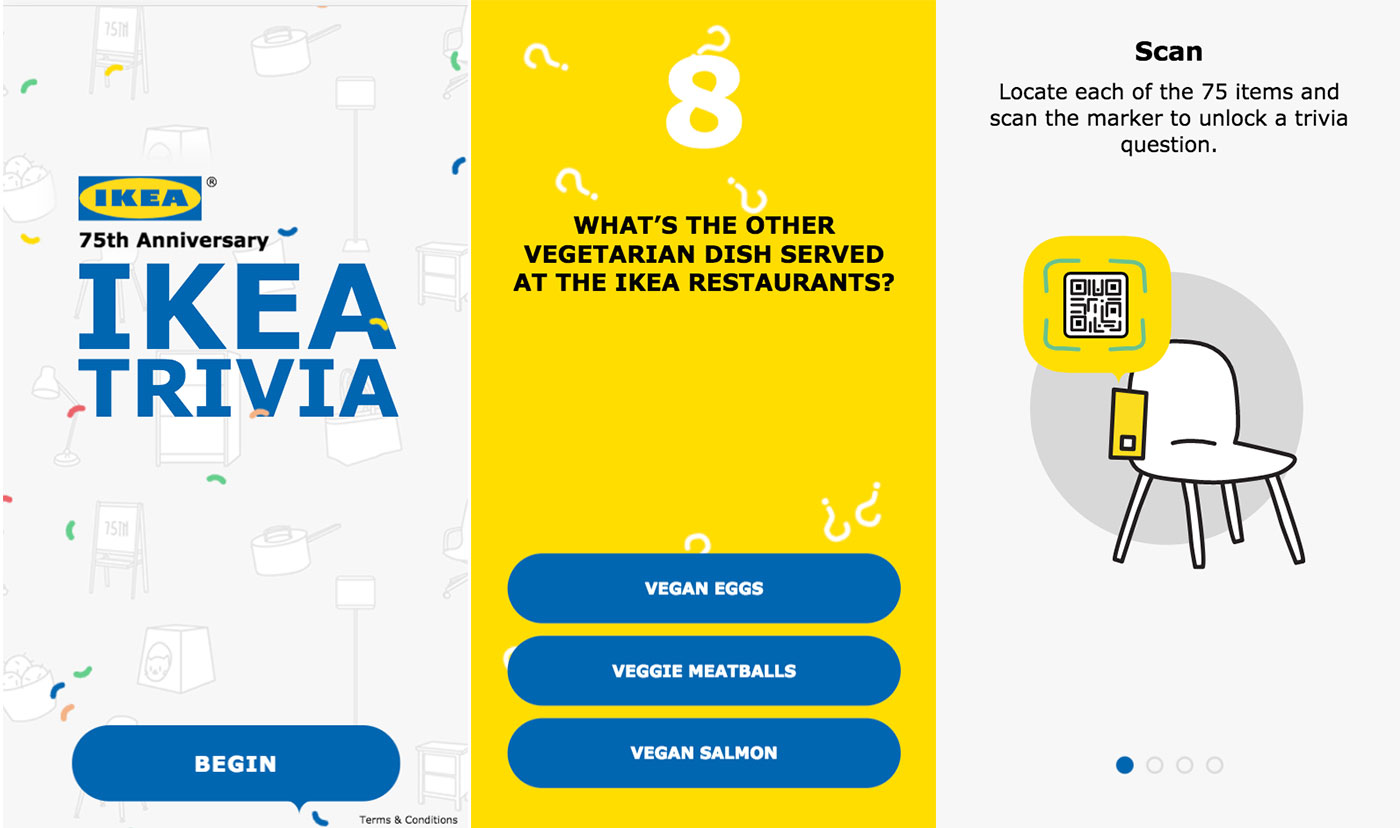 75TH
IKEA®
75th Anniversary
IKEA
TRIVIA
75TH
BEGIN
Terms & Conditions
8
WHAT’S THE OTHER
VEGETARIAN DISH SERVED
AT THE IKEA RESTAURANTS?
VEGAN EGGS
VEGGIE MEATBALLS
VEGAN SALMON
Scan
Locate each of the 75 items and
scan the marker to unlock a trivia
question.